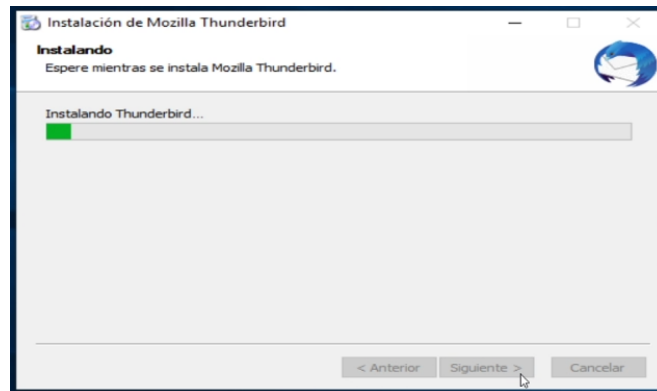 Instalación de Mozilla Thunderbird
Instalando
Espere mientras se instala Mozilla Thunderbird.
Instalando Thunderbird...
< Anterior
Siguiente >
Cancelar